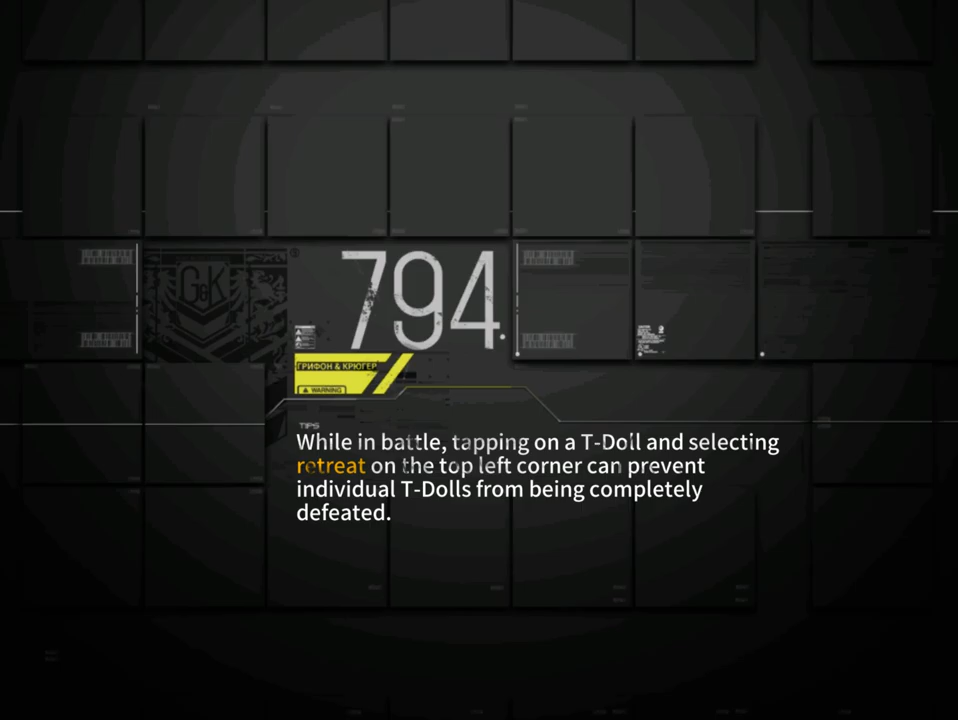 G&K
794.
ГРИФОН & КРЮГЕР
WARNING
TIPS
While in battle, tapping on a T-Doll and selecting
retreat on the top left corner can prevent
individual T-Dolls from being completely
defeated.